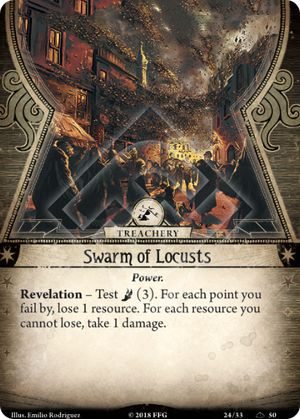 TREACHERY
Swarm of Locusts
Power.
Revelation – Test (3). For each point you
fail by, lose 1 resource. For each resource you
cannot lose, take 1 damage.
Illus. Emilio Rodriguez © 2018 FFG 24/33 50